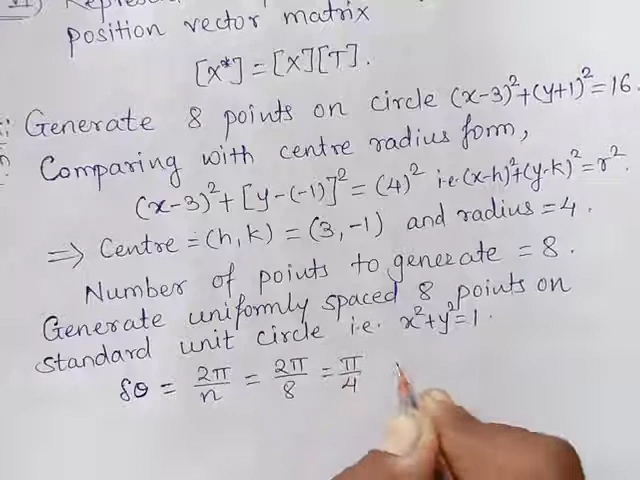 VI) Represent
position vector matrix
[X*] = [X][T].
Generate 8 points on circle (x-3)²+(y+1)²=16.
Comparing with centre radius form,
(x-3)²+[y-(-1)]²=(4)² i.e.(x-h)²+(y-k)²=r².
⇒ Centre = (h, k) = (3, -1) and radius = 4.
Number of points to generate = 8.
Generate uniformly spaced 8 points on
standard unit circle i.e. x²+y²=1.
δθ = 2π/n = 2π/8 = π/4